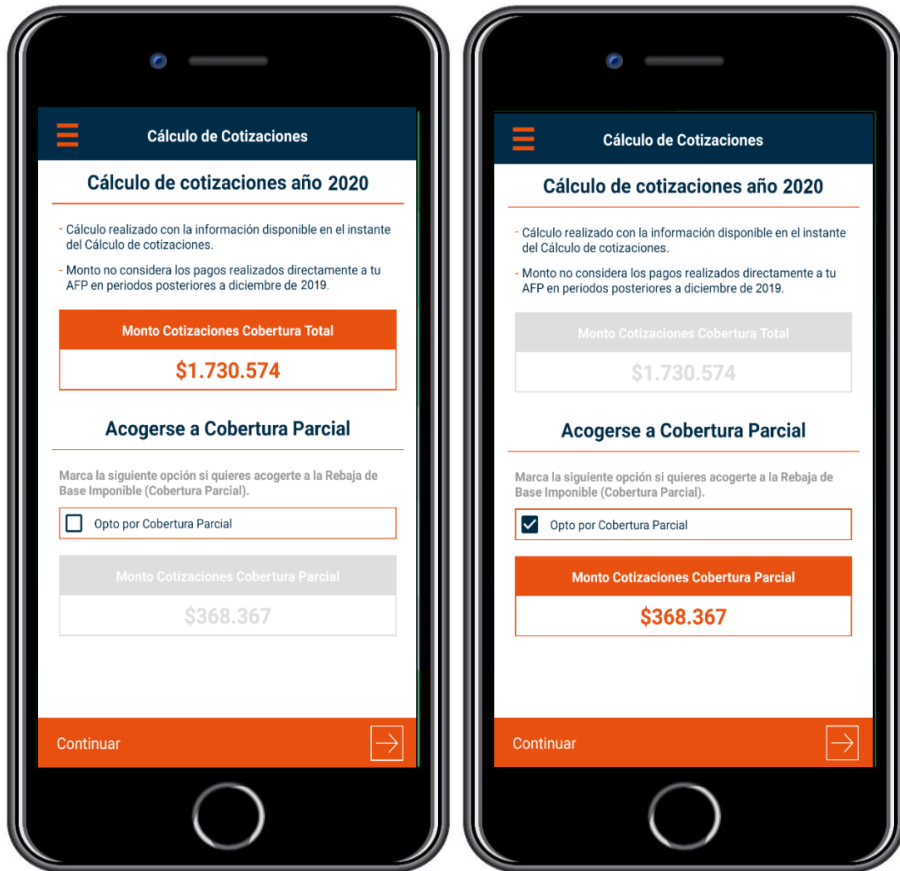 Cálculo de Cotizaciones
Cálculo de cotizaciones año 2020
- Cálculo realizado con la información disponible en el instante
del Cálculo de cotizaciones.
- Monto no considera los pagos realizados directamente a tu
AFP en periodos posteriores a diciembre de 2019.
Monto Cotizaciones Cobertura Total
$1.730.574
Acogerse a Cobertura Parcial
Marca la siguiente opción si quieres acogerte a la Rebaja de
Base Imponible (Cobertura Parcial).
Opto por Cobertura Parcial
Monto Cotizaciones Cobertura Parcial
$368.367
Continuar
Cálculo de Cotizaciones
Cálculo de cotizaciones año 2020
- Cálculo realizado con la información disponible en el instante
del Cálculo de cotizaciones.
- Monto no considera los pagos realizados directamente a tu
AFP en periodos posteriores a diciembre de 2019.
Monto Cotizaciones Cobertura Total
$1.730.574
Acogerse a Cobertura Parcial
Marca la siguiente opción si quieres acogerte a la Rebaja de
Base Imponible (Cobertura Parcial).
Opto por Cobertura Parcial
Monto Cotizaciones Cobertura Parcial
$368.367
Continuar